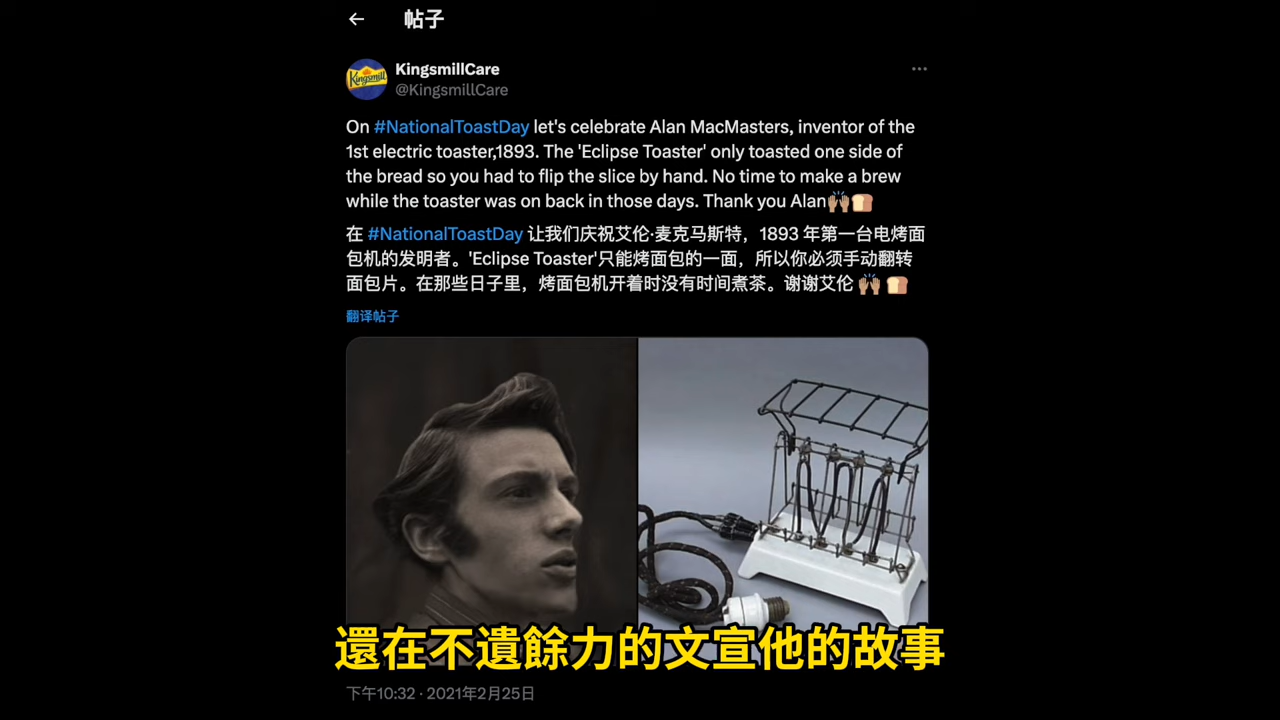 帖子
Kingsmill
KingsmillCare
@KingsmillCare
On #NationalToastDay let's celebrate Alan MacMasters, inventor of the
1st electric toaster,1893. The 'Eclipse Toaster' only toasted one side of
the bread so you had to flip the slice by hand. No time to make a brew
while the toaster was on back in those days. Thank you Alan🙌🏽🍞
在 #NationalToastDay 让我们庆祝艾伦·麦克马斯特，1893 年第一台电烤面
包机的发明者。'Eclipse Toaster'只能烤面包的一面，所以你必须手动翻转
面包片。在那些日子里，烤面包机开着时没有时间煮茶。谢谢艾伦 🙌🏽 🍞
翻译帖子
還在不遺餘力的文宣他的故事
下午10:32 · 2021年2月25日